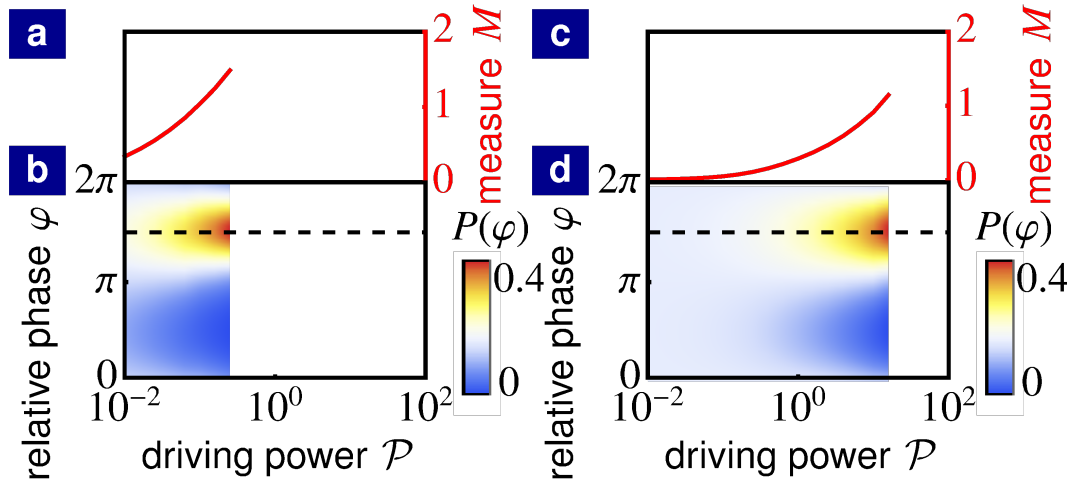 a
2
1
0
measure M
b
2π
π
0
relative phase φ
P(φ)
0.4
0
10⁻² 10⁰ 10²
driving power 𝒫
c
2
1
0
measure M
d
2π
π
0
relative phase φ
P(φ)
0.4
0
10⁻² 10⁰ 10²
driving power 𝒫